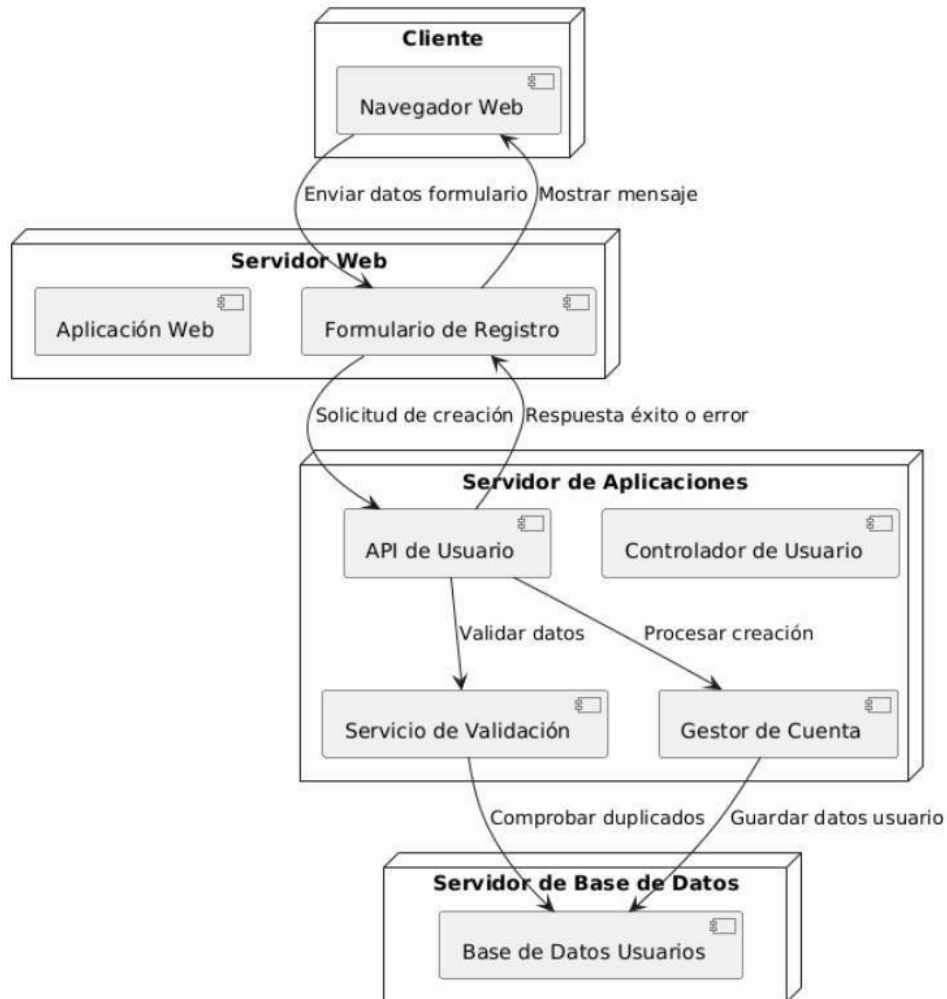 Cliente
Navegador Web
Enviar datos formulario
Mostrar mensaje
Servidor Web
Aplicación Web
Formulario de Registro
Solicitud de creación
Respuesta éxito o error
Servidor de Aplicaciones
API de Usuario
Controlador de Usuario
Validar datos
Procesar creación
Servicio de Validación
Gestor de Cuenta
Comprobar duplicados
Guardar datos usuario
Servidor de Base de Datos
Base de Datos Usuarios